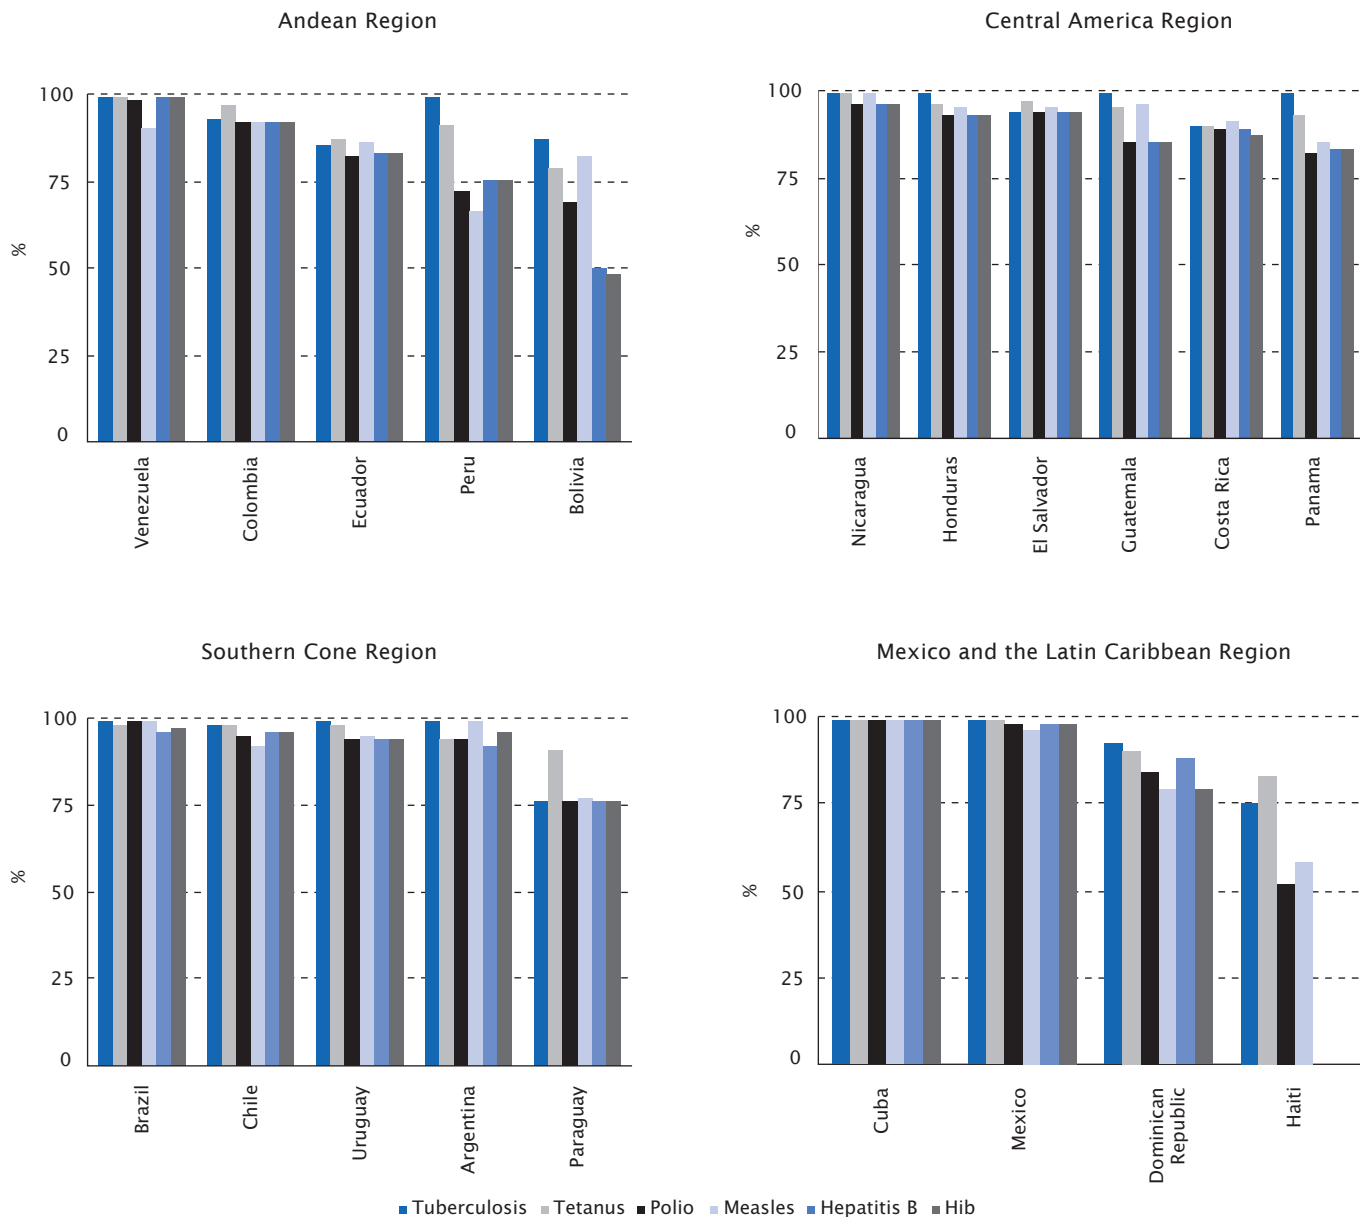 Andean Region
100
75
50
25
0
%
Venezuela
Colombia
Ecuador
Peru
Bolivia
Central America Region
100
75
50
25
0
%
Nicaragua
Honduras
El Salvador
Guatemala
Costa Rica
Panama
Southern Cone Region
100
75
50
25
0
%
Brazil
Chile
Uruguay
Argentina
Paraguay
Mexico and the Latin Caribbean Region
100
75
50
25
0
%
Cuba
Mexico
Dominican
Republic
Haiti
Tuberculosis Tetanus Polio Measles Hepatitis B Hib